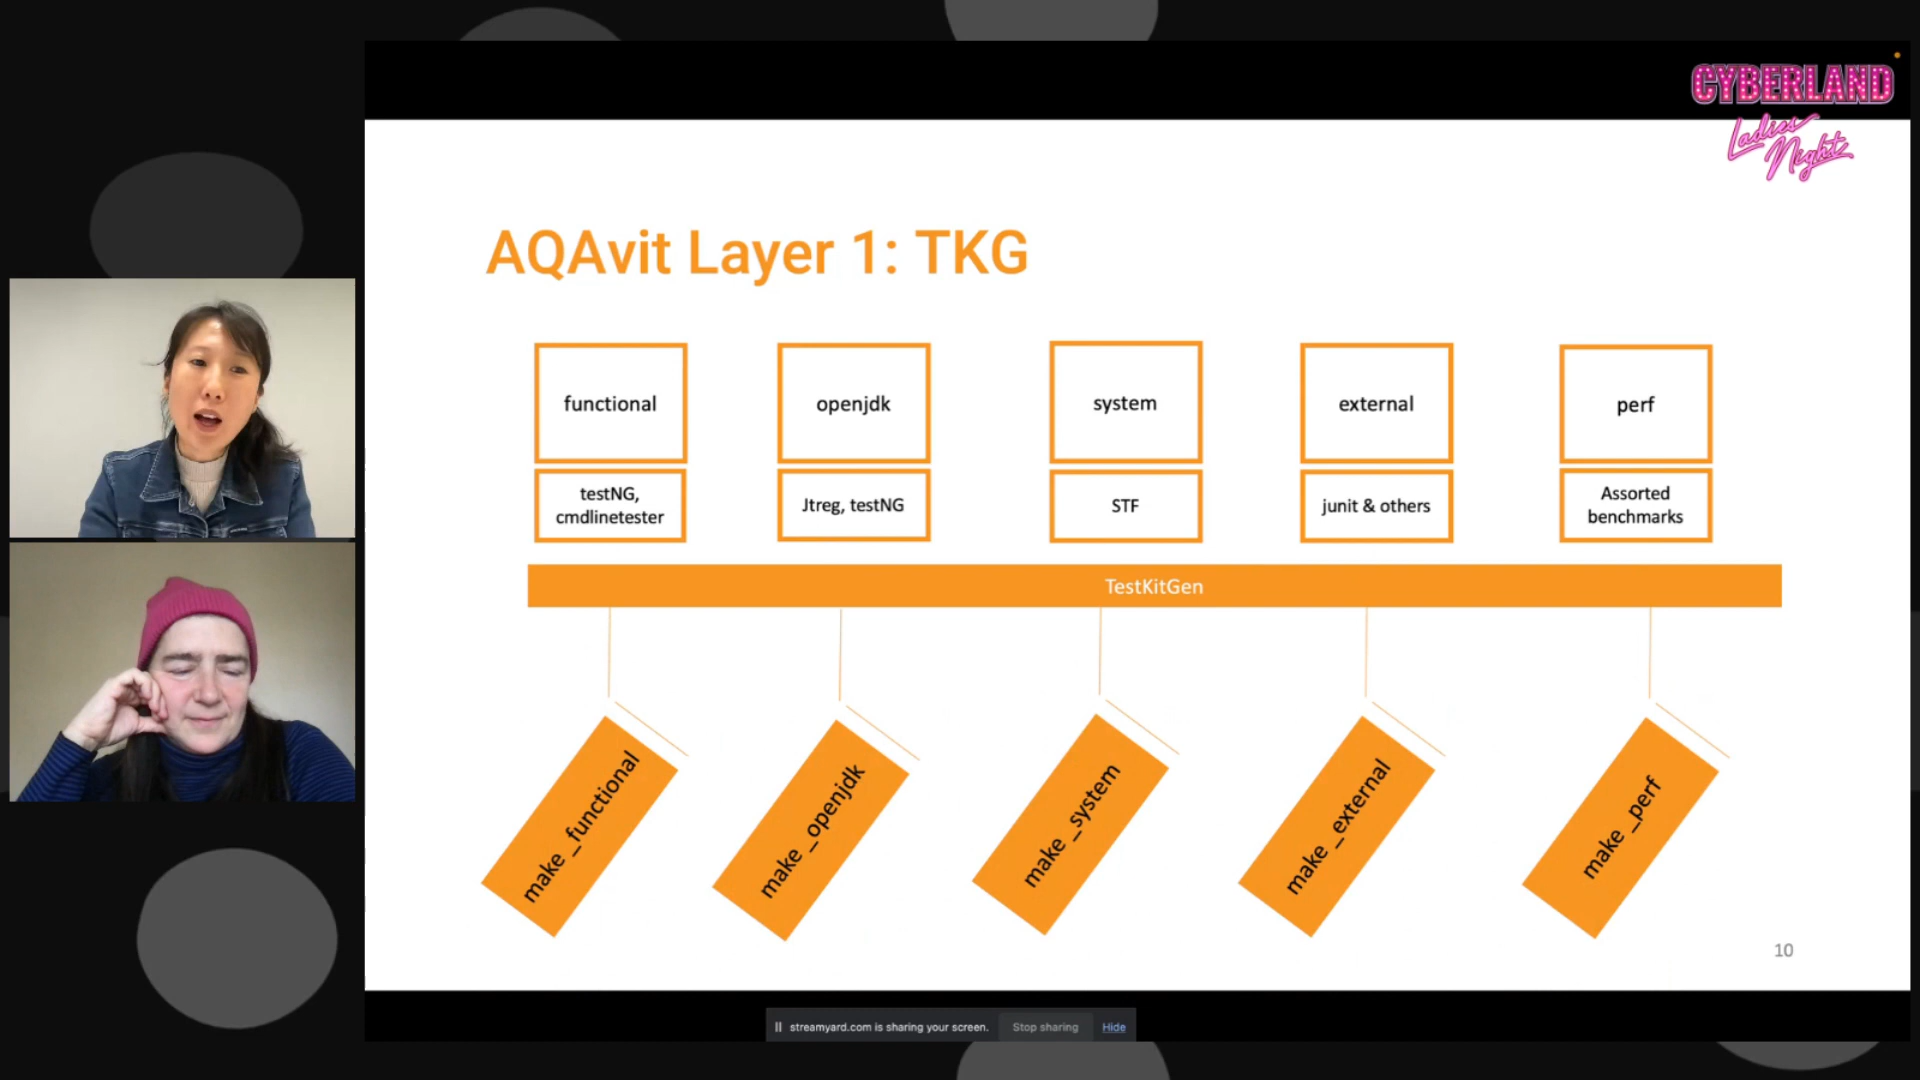 CYBERLAND
Ladies
Night
AQAvit Layer 1: TKG
functional
openjdk
system
external
perf
testNG,
cmdlinetester
Jtreg, testNG
STF
junit & others
Assorted
benchmarks
TestKitGen
make _functional
make _openjdk
make _system
make _external
make _perf
10
streamyard.com is sharing your screen.
Stop sharing
Hide